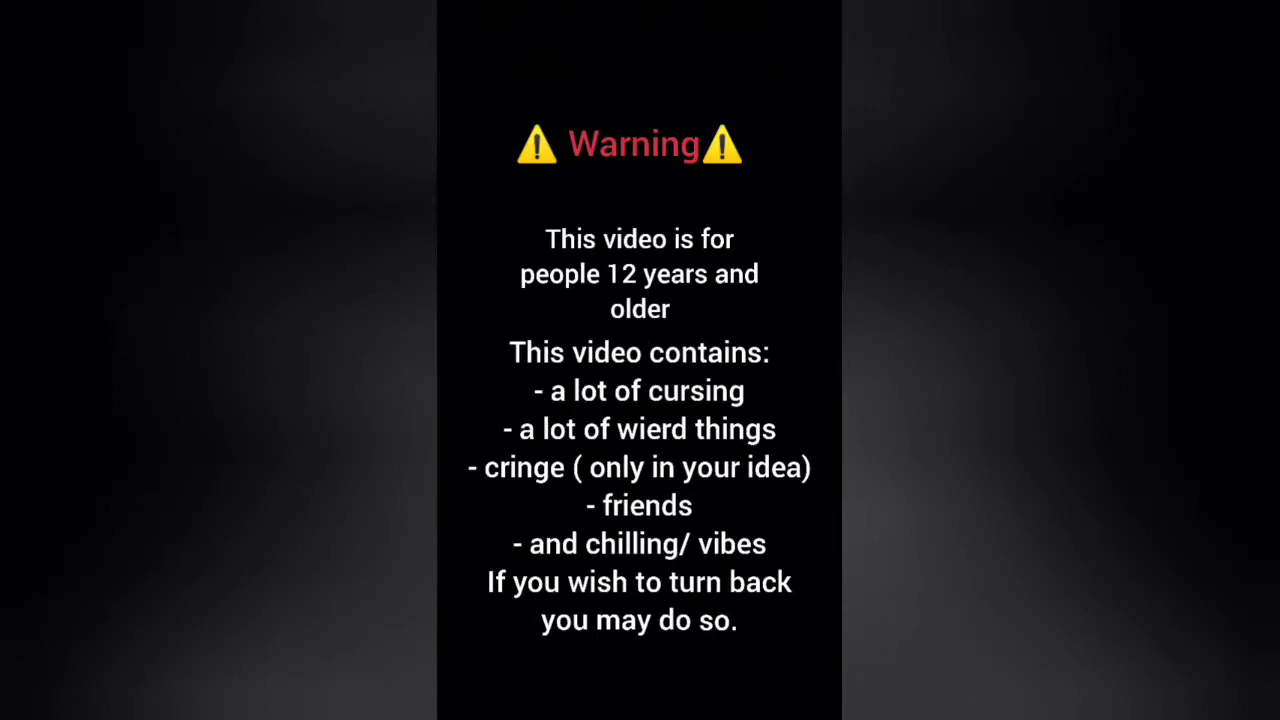 ⚠️ Warning⚠️
This video is for
people 12 years and
older
This video contains:
- a lot of cursing
- a lot of wierd things
- cringe ( only in your idea)
- friends
- and chilling/ vibes
If you wish to turn back
you may do so.